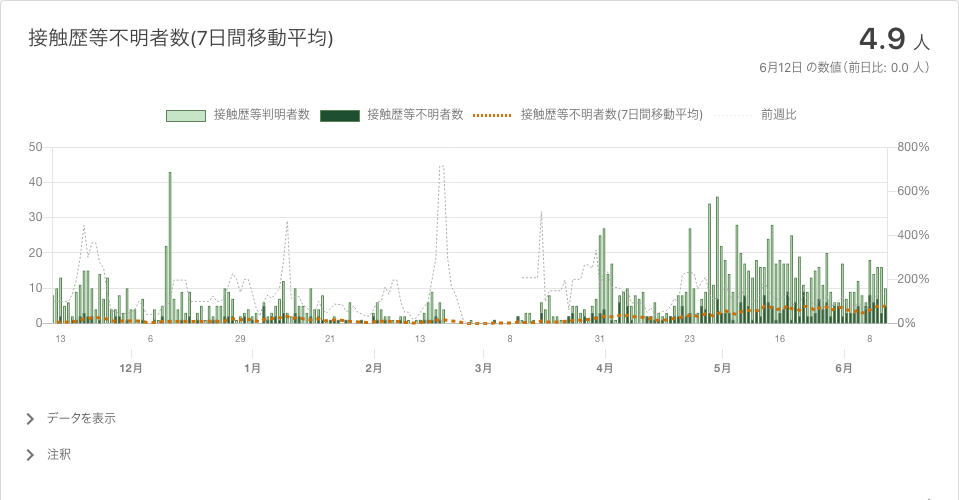 接触歴等不明者数(7日間移動平均)
4.9 人
6月12日 の数値（前日比: 0.0 人）
接触歴等判明者数 接触歴等不明者数 接触歴等不明者数(7日間移動平均) 前週比
50 800%
40 600%
30 400%
20 200%
10
0 0%
13 6 29 21 13 8 31 23 16 8
12月 1月 2月 3月 4月 5月 6月
データを表示
注釈